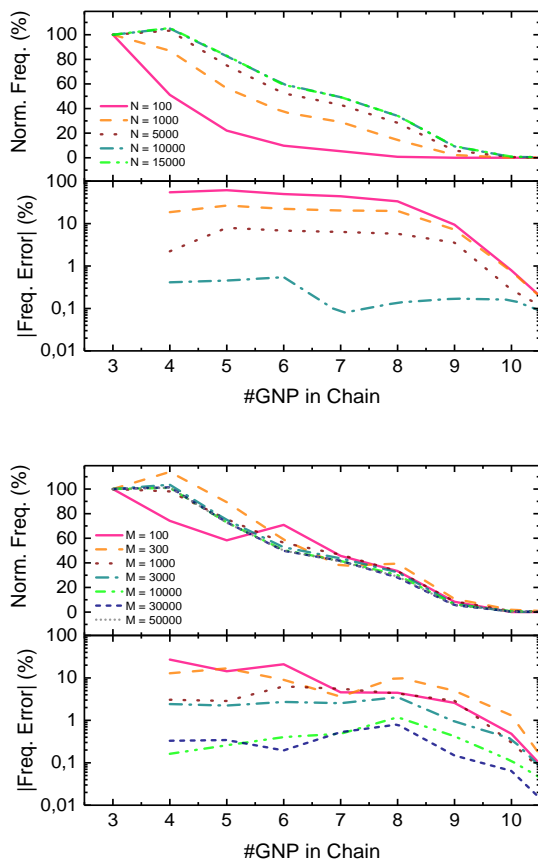 Norm. Freq. (%)
100
80
60
40
20
0
N = 100
N = 1000
N = 5000
N = 10000
N = 15000
|Freq. Error| (%)
100
10
1
0,1
0,01
3 4 5 6 7 8 9 10
#GNP in Chain
Norm. Freq. (%)
100
80
60
40
20
0
M = 100
M = 300
M = 1000
M = 3000
M = 10000
M = 30000
M = 50000
|Freq. Error| (%)
100
10
1
0,1
0,01
3 4 5 6 7 8 9 10
#GNP in Chain